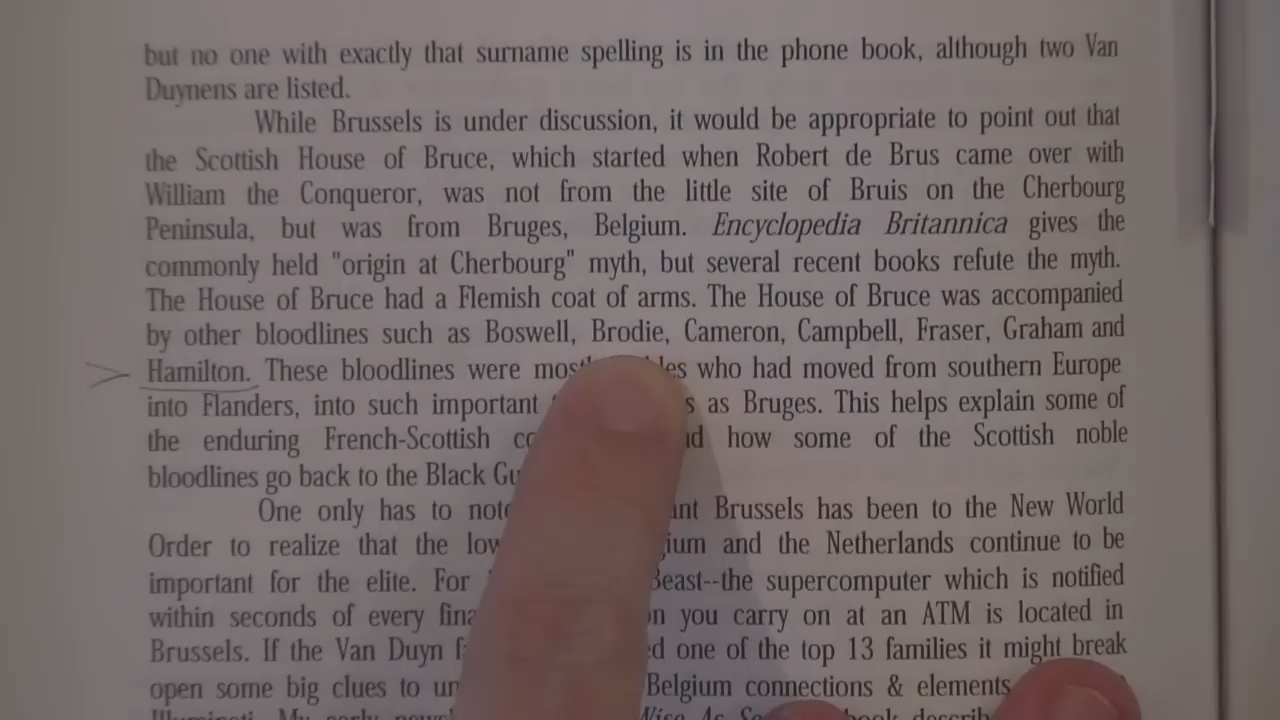 but no one with exactly that surname spelling is in the phone book, although two Van
Duynens are listed.
While Brussels is under discussion, it would be appropriate to point out that
the Scottish House of Bruce, which started when Robert de Brus came over with
William the Conqueror, was not from the little site of Bruis on the Cherbourg
Peninsula, but was from Bruges, Belgium. Encyclopedia Britannica gives the
commonly held "origin at Cherbourg" myth, but several recent books refute the myth.
The House of Bruce had a Flemish coat of arms. The House of Bruce was accompanied
by other bloodlines such as Boswell, Brodie, Cameron, Campbell, Fraser, Graham and
Hamilton. These bloodlines were who had moved from southern Europe
into Flanders, into such important as Bruges. This helps explain some of
the enduring French-Scottish how some of the Scottish noble
bloodlines go back to the Black
One only has to Brussels has been to the New World
Order to realize that the and the Netherlands continue to be
important for the elite. For Beast--the supercomputer which is notified
within seconds of every you carry on at an ATM is located in
Brussels. If the Van Duyn one of the top 13 families it might break
open some big clues to Belgium connections & elements